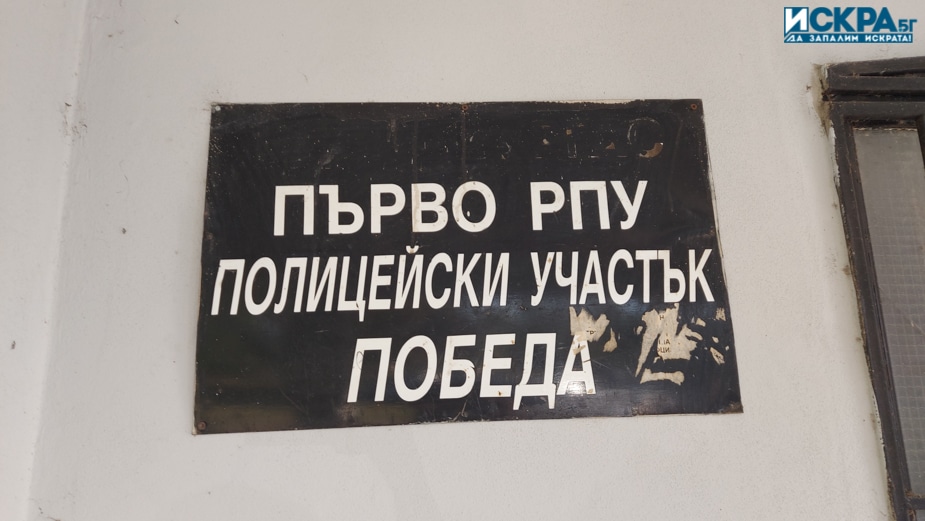 ИСКРА.БГ
ДА ЗАПАЛИМ ИСКРАТА!
ПЪРВО РПУ
ПОЛИЦЕЙСКИ УЧАСТЪК
ПОБЕДА